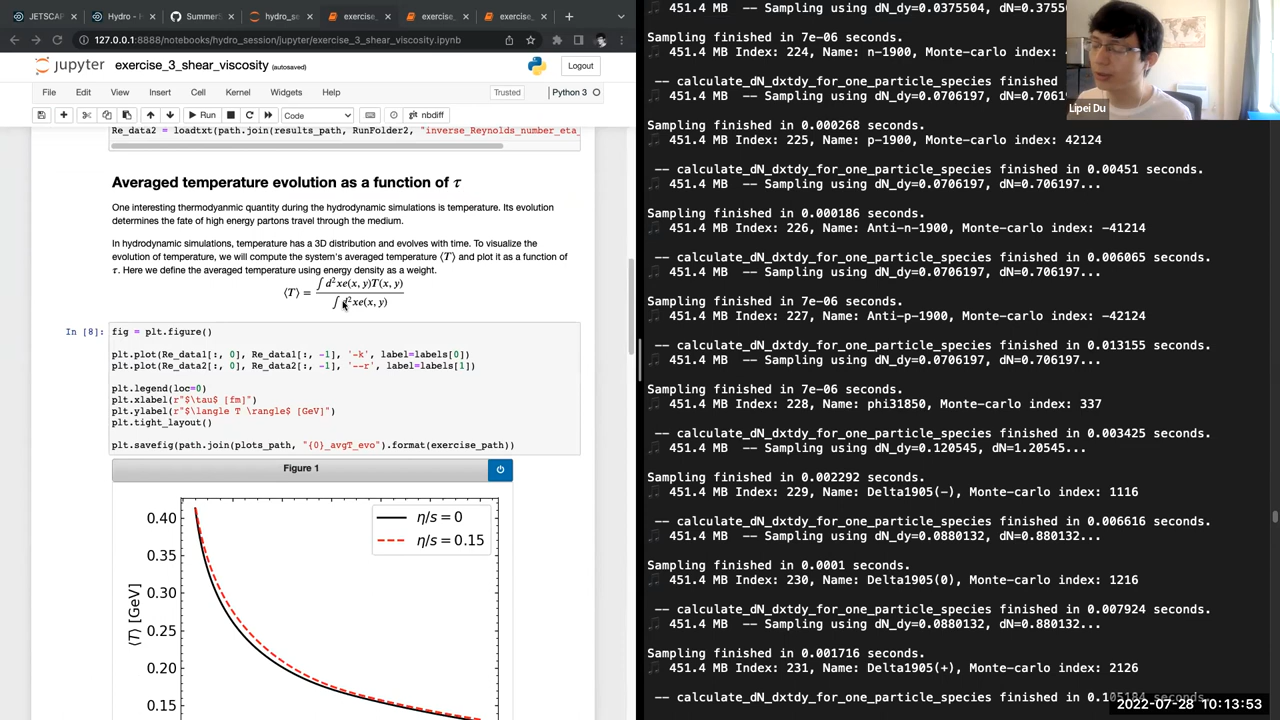 JETSCAP
Hydro -
Summer
hydro_se
exercise
exercise
exercise
127.0.0.1:8888/notebooks/hydro_session/jupyter/exercise_3_shear_viscosity.ipynb
jupyter exercise_3_shear_viscosity (autosaved)
Logout
File Edit View Insert Cell Kernel Widgets Help
Trusted
Python 3
Run
Code
nbdiff
Re_data2 = loadtxt(path.join(results_path, RunFolder2, "inverse_Reynolds_number_eta_
Averaged temperature evolution as a function of τ
One interesting thermodyanmic quantity during the hydrodynamic simulations is temperature. Its evolution
determines the fate of high energy partons travel through the medium.
In hydrodynamic simulations, temperature has a 3D distribution and evolves with time. To visualize the
evolution of temperature, we will compute the system's averaged temperature ⟨T⟩ and plot it as a function of
τ. Here we define the averaged temperature using energy density as a weight.
⟨T⟩ = ∫ d²xe(x, y)T(x, y)
∫ d²xe(x, y)
In [8]: fig = plt.figure()
plt.plot(Re_data1[:, 0], Re_data1[:, -1], '-k', label=labels[0])
plt.plot(Re_data2[:, 0], Re_data2[:, -1], '--r', label=labels[1])
plt.legend(loc=0)
plt.xlabel(r"$\tau$ [fm]")
plt.ylabel(r"$\langle T \rangle$ [GeV]")
plt.tight_layout()
plt.savefig(path.join(plots_path, "{0}_avgT_evo").format(exercise_path))
Figure 1
0.40
0.35
0.30
0.25
0.20
0.15
⟨T⟩ [GeV]
η/s = 0
η/s = 0.15
451.4 MB -- Sampling using dN_dy=0.0375504, dN=0.3755
Sampling finished in 7e-06 seconds.
451.4 MB Index: 224, Name: n-1900, Monte-carlo index:
-- calculate_dN_dxtdy_for_one_particle_species finished
451.4 MB -- Sampling using dN_dy=0.0706197, dN=0.7061
Sampling finished in 0.000268 seconds.
451.4 MB Index: 225, Name: p-1900, Monte-carlo index: 42124
-- calculate_dN_dxtdy_for_one_particle_species finished in 0.00451 seconds.
451.4 MB -- Sampling using dN_dy=0.0706197, dN=0.706197...
Sampling finished in 0.000186 seconds.
451.4 MB Index: 226, Name: Anti-n-1900, Monte-carlo index: -41214
-- calculate_dN_dxtdy_for_one_particle_species finished in 0.006065 seconds.
451.4 MB -- Sampling using dN_dy=0.0706197, dN=0.706197...
Sampling finished in 7e-06 seconds.
451.4 MB Index: 227, Name: Anti-p-1900, Monte-carlo index: -42124
-- calculate_dN_dxtdy_for_one_particle_species finished in 0.013155 seconds.
451.4 MB -- Sampling using dN_dy=0.0706197, dN=0.706197...
Sampling finished in 7e-06 seconds.
451.4 MB Index: 228, Name: phi31850, Monte-carlo index: 337
-- calculate_dN_dxtdy_for_one_particle_species finished in 0.003425 seconds.
451.4 MB -- Sampling using dN_dy=0.120545, dN=1.20545...
Sampling finished in 0.002292 seconds.
451.4 MB Index: 229, Name: Delta1905(-), Monte-carlo index: 1116
-- calculate_dN_dxtdy_for_one_particle_species finished in 0.006616 seconds.
451.4 MB -- Sampling using dN_dy=0.0880132, dN=0.880132...
Sampling finished in 0.0001 seconds.
451.4 MB Index: 230, Name: Delta1905(0), Monte-carlo index: 1216
-- calculate_dN_dxtdy_for_one_particle_species finished in 0.007924 seconds.
451.4 MB -- Sampling using dN_dy=0.0880132, dN=0.880132...
Sampling finished in 0.001716 seconds.
451.4 MB Index: 231, Name: Delta1905(+), Monte-carlo index: 2126
-- calculate_dN_dxtdy_for_one_particle_species finished in
Lipei Du
2022-07-28 10:13:53